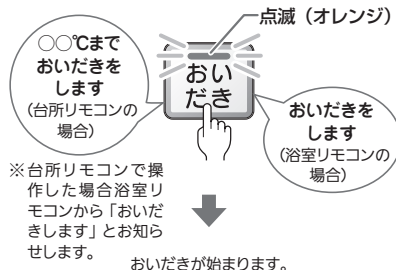 点滅（オレンジ）
○○℃まで
おいだきを
します
（台所リモコンの
場合）
おい
だき
おいだきを
します
（浴室リモコンの
場合）
※台所リモコンで操
作した場合浴室リ
モコンから「おいだ
きします」とお知ら
せします。
おいだきが始まります。